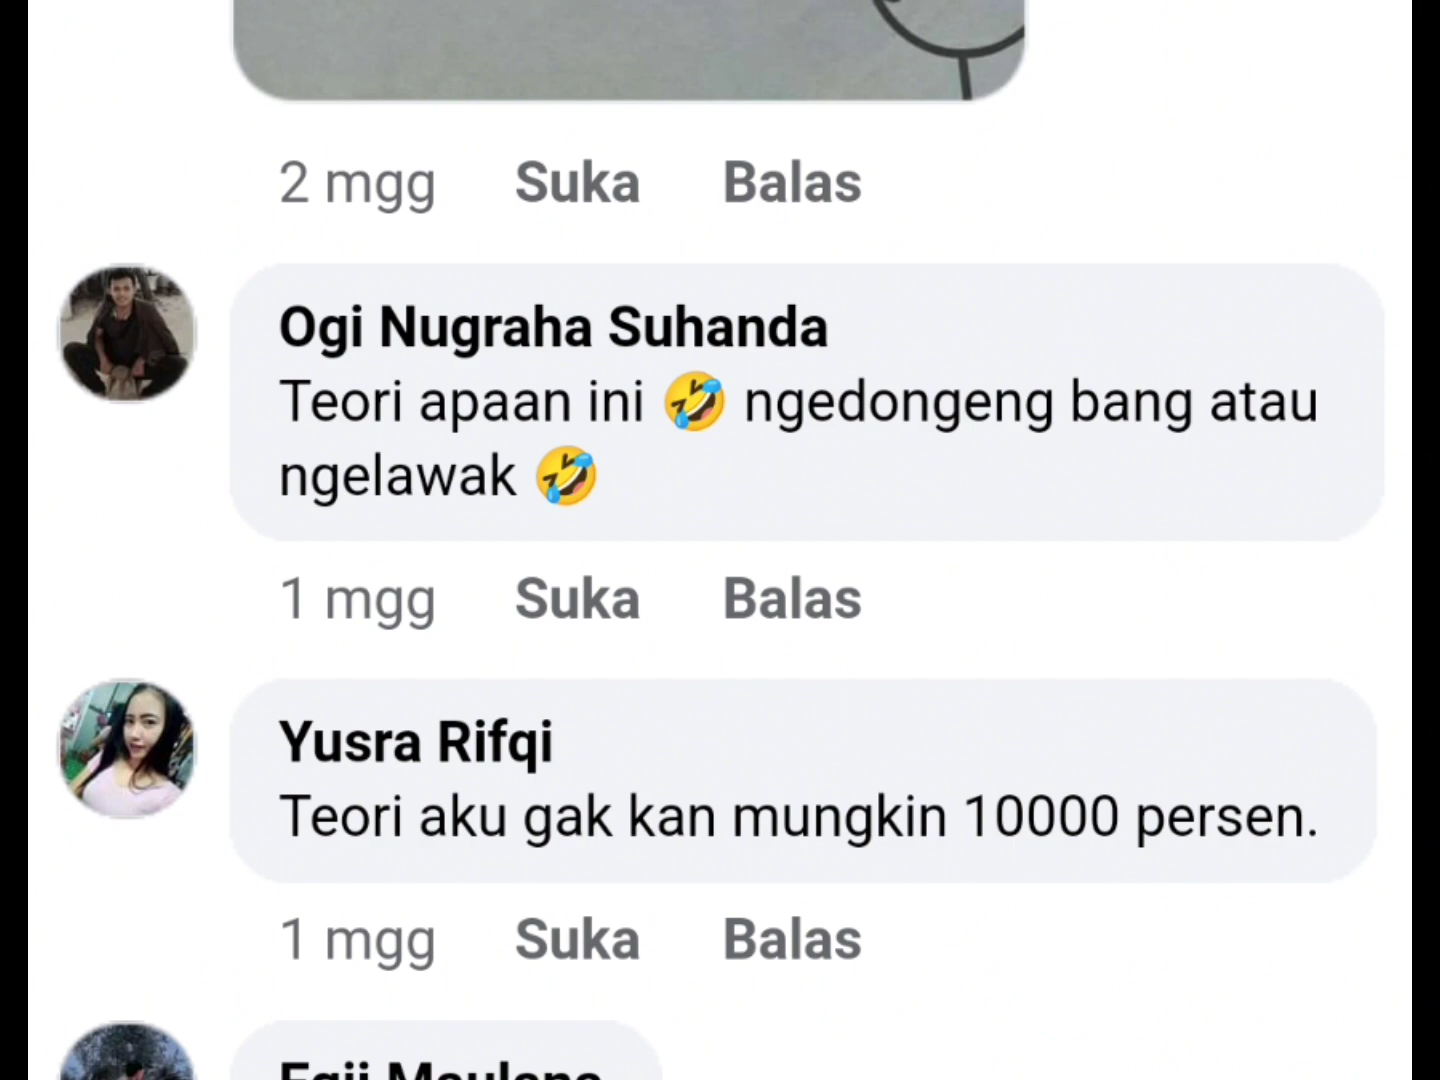 2 mgg Suka Balas
Ogi Nugraha Suhanda
Teori apaan ini 🤣 ngedongeng bang atau
ngelawak 🤣
1 mgg Suka Balas
Yusra Rifqi
Teori aku gak kan mungkin 10000 persen.
1 mgg Suka Balas